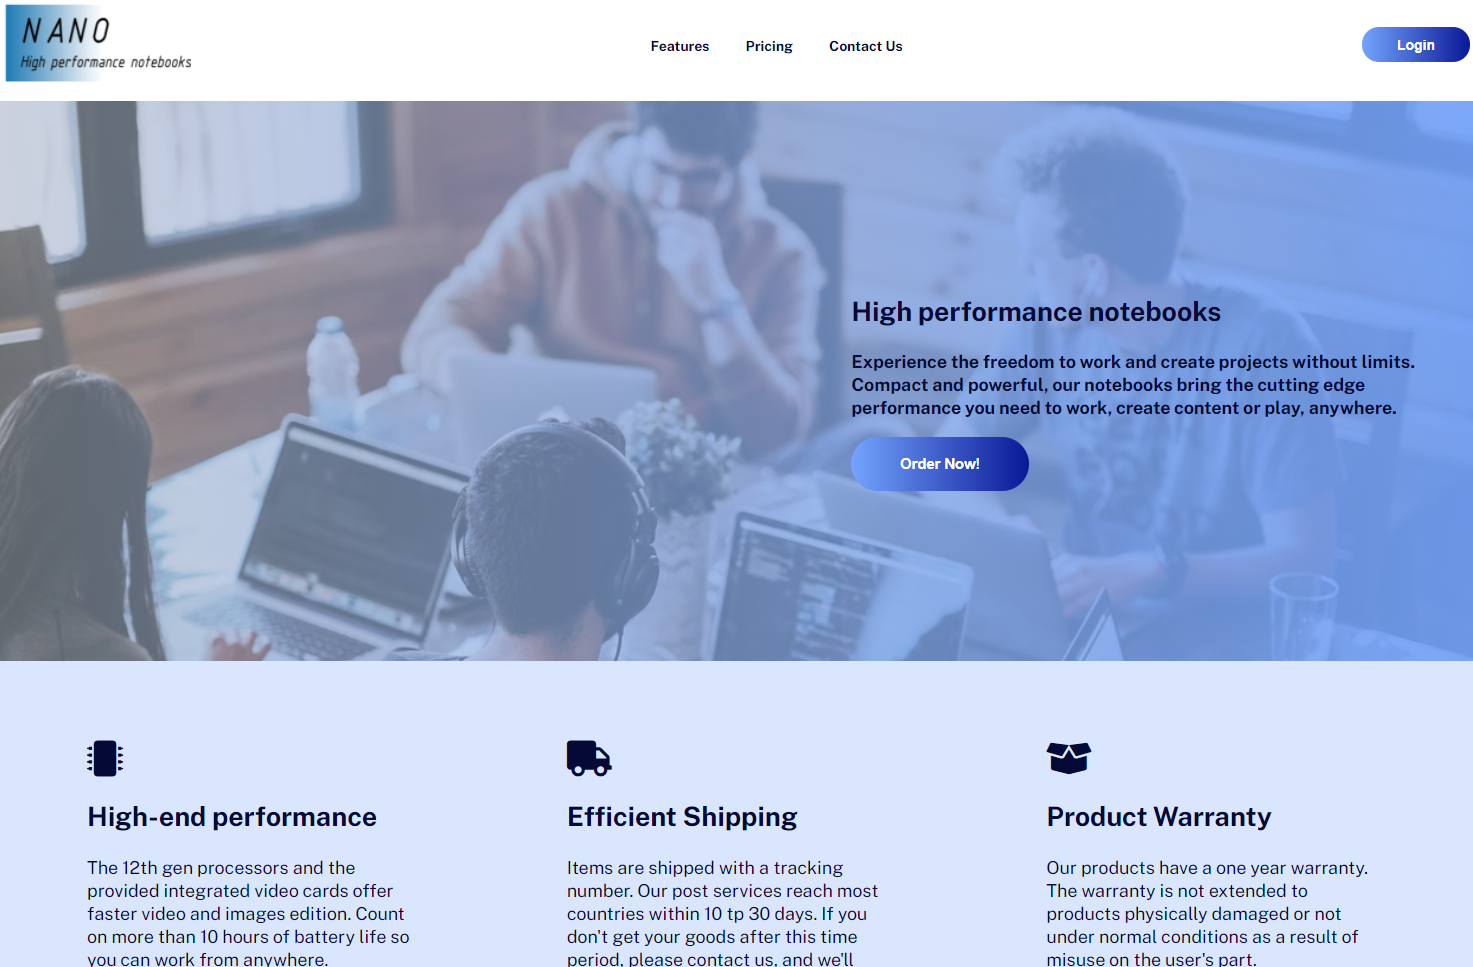 NANO
High performance notebooks
Features Pricing Contact Us
Login
High performance notebooks
Experience the freedom to work and create projects without limits.
Compact and powerful, our notebooks bring the cutting edge
performance you need to work, create content or play, anywhere.
Order Now!
High-end performance
The 12th gen processors and the
provided integrated video cards offer
faster video and images edition. Count
on more than 10 hours of battery life so
you can work from anywhere.
Efficient Shipping
Items are shipped with a tracking
number. Our post services reach most
countries within 10 tp 30 days. If you
don't get your goods after this time
period, please contact us, and we'll
Product Warranty
Our products have a one year warranty.
The warranty is not extended to
products physically damaged or not
under normal conditions as a result of
misuse on the user's part.